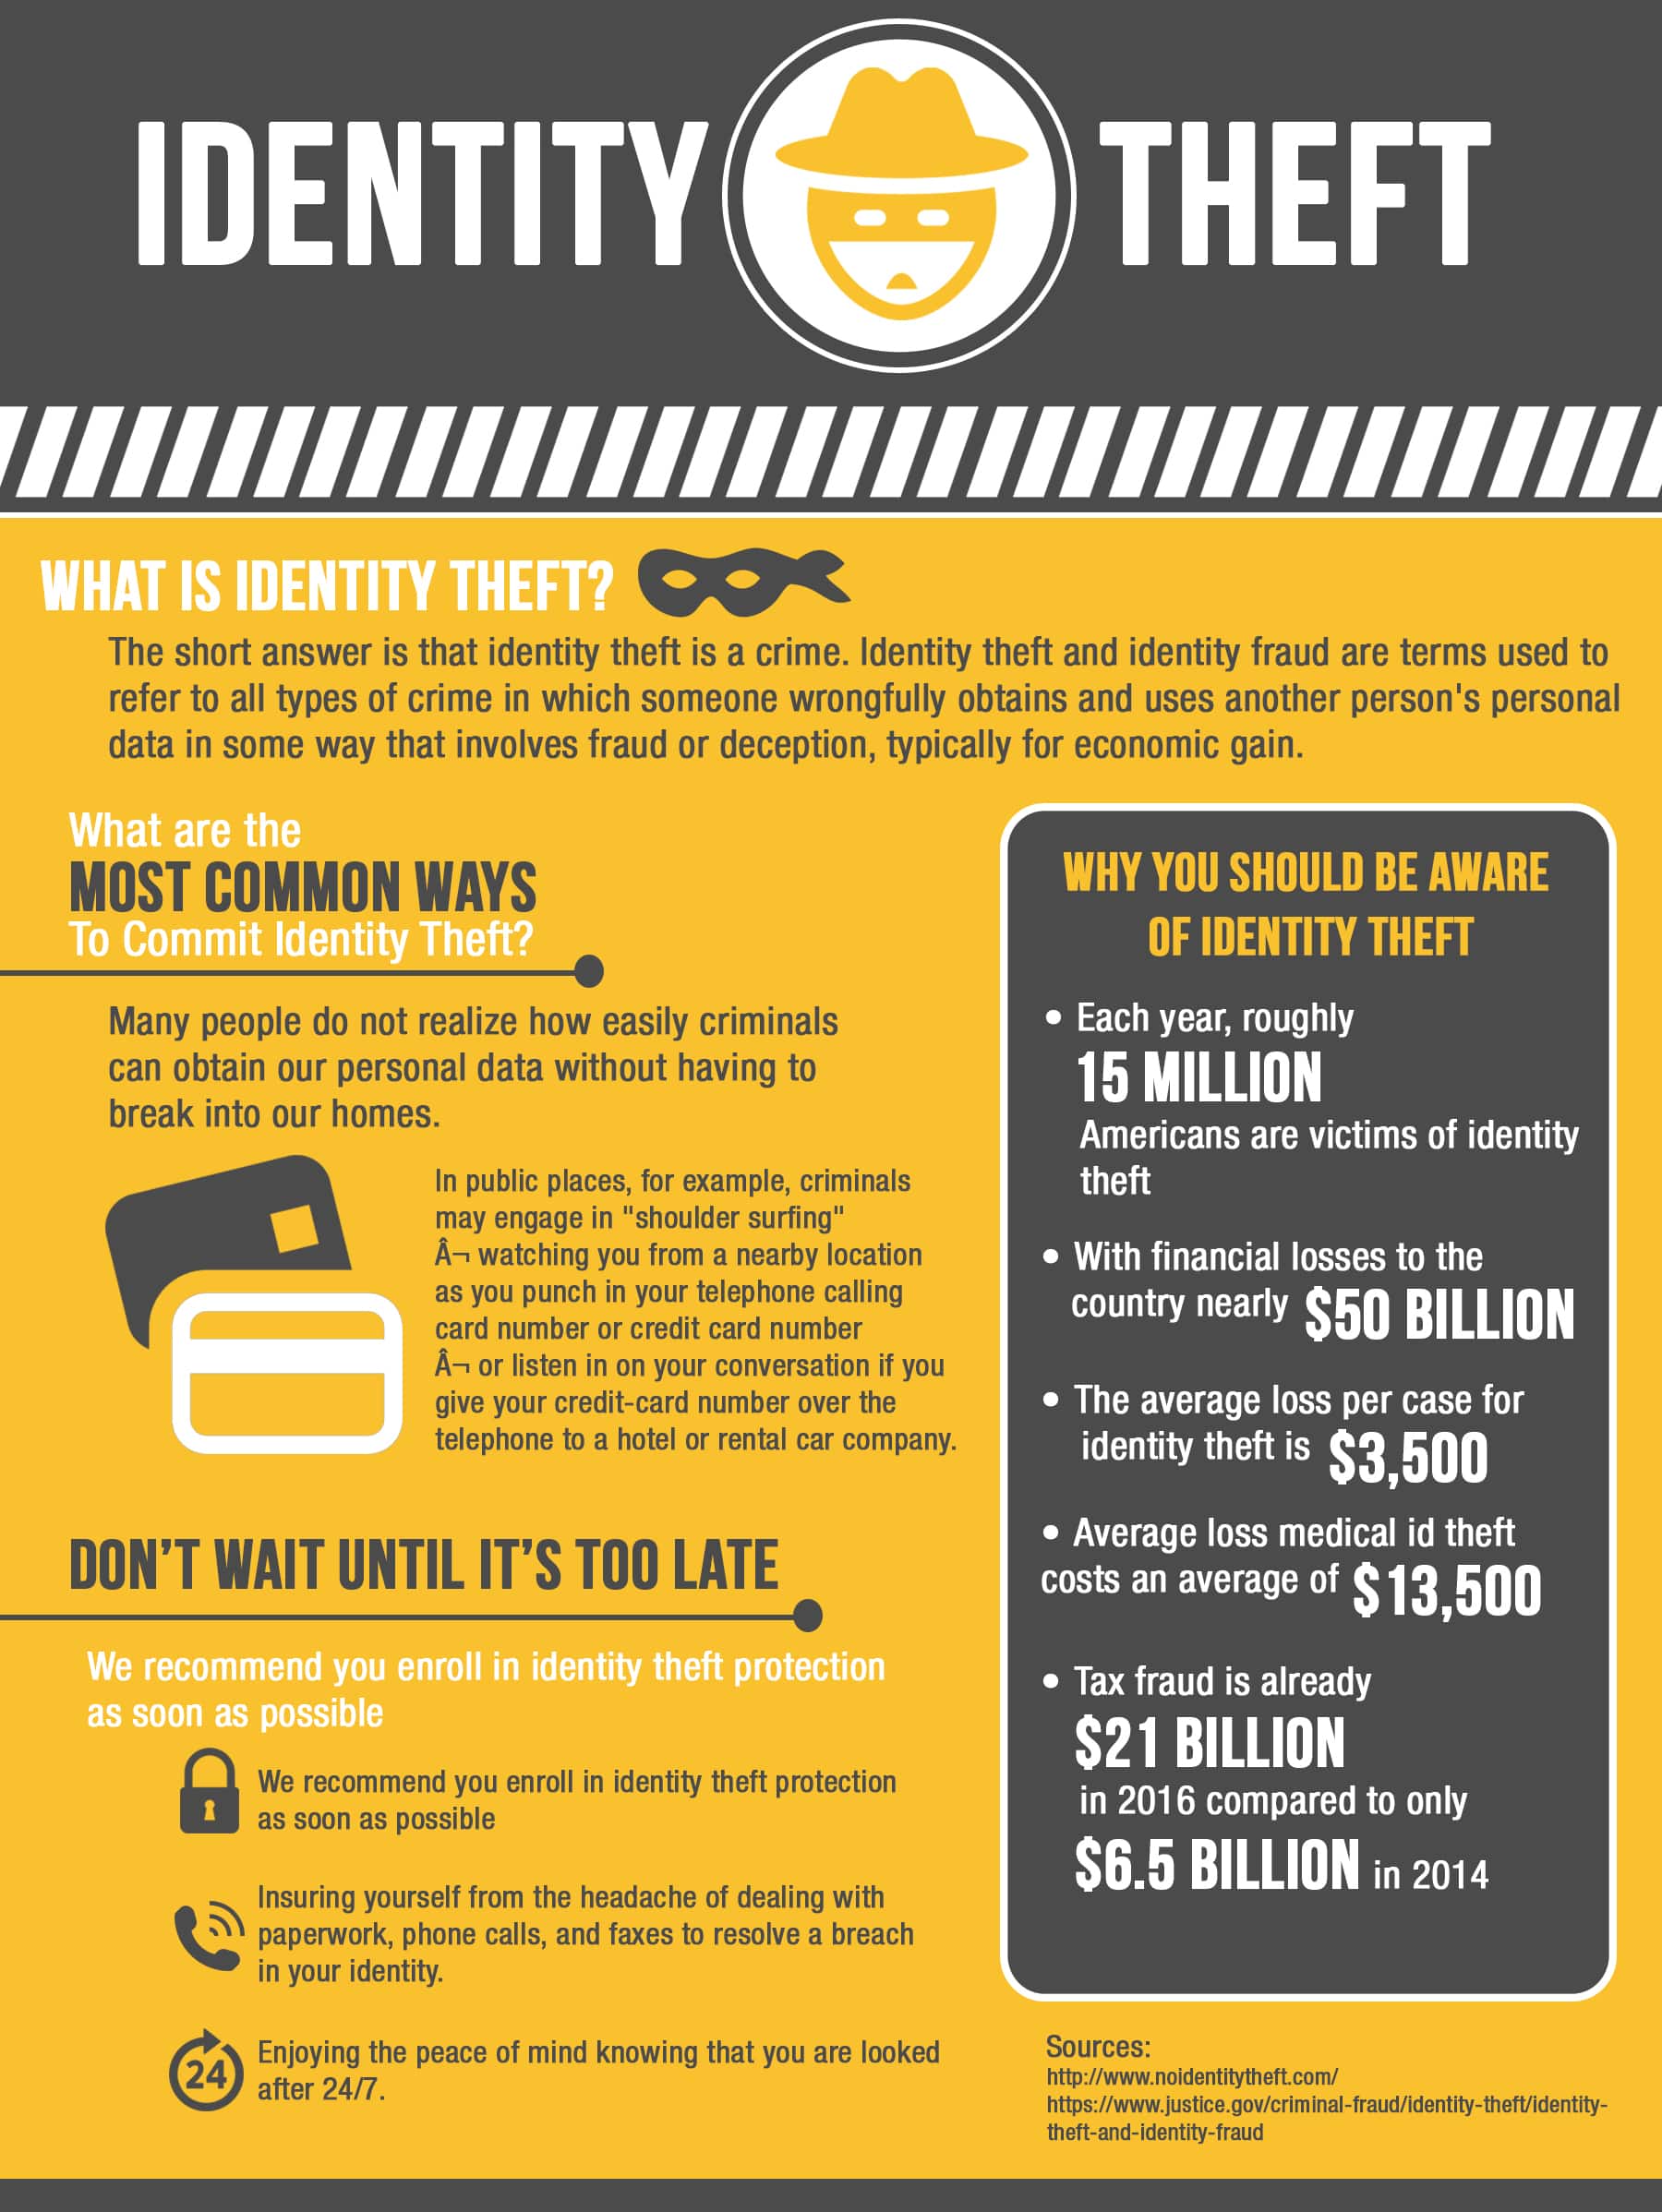 IDENTITY THEFT
WHAT IS IDENTITY THEFT?
The short answer is that identity theft is a crime. Identity theft and identity fraud are terms used to
refer to all types of crime in which someone wrongfully obtains and uses another person's personal
data in some way that involves fraud or deception, typically for economic gain.
What are the
MOST COMMON WAYS
To Commit Identity Theft?
Many people do not realize how easily criminals
can obtain our personal data without having to
break into our homes.
In public places, for example, criminals
may engage in "shoulder surfing"
Â¬ watching you from a nearby location
as you punch in your telephone calling
card number or credit card number
Â¬ or listen in on your conversation if you
give your credit-card number over the
telephone to a hotel or rental car company.
DON'T WAIT UNTIL IT'S TOO LATE
We recommend you enroll in identity theft protection
as soon as possible
We recommend you enroll in identity theft protection
as soon as possible
Insuring yourself from the headache of dealing with
paperwork, phone calls, and faxes to resolve a breach
in your identity.
24
Enjoying the peace of mind knowing that you are looked
after 24/7.
WHY YOU SHOULD BE AWARE
OF IDENTITY THEFT
• Each year, roughly
15 MILLION
Americans are victims of identity
theft
• With financial losses to the
country nearly $50 BILLION
• The average loss per case for
identity theft is $3,500
• Average loss medical id theft
costs an average of $13,500
• Tax fraud is already
$21 BILLION
in 2016 compared to only
$6.5 BILLION in 2014
Sources:
http://www.noidentitytheft.com/
https://www.justice.gov/criminal-fraud/identity-theft/identity-
theft-and-identity-fraud